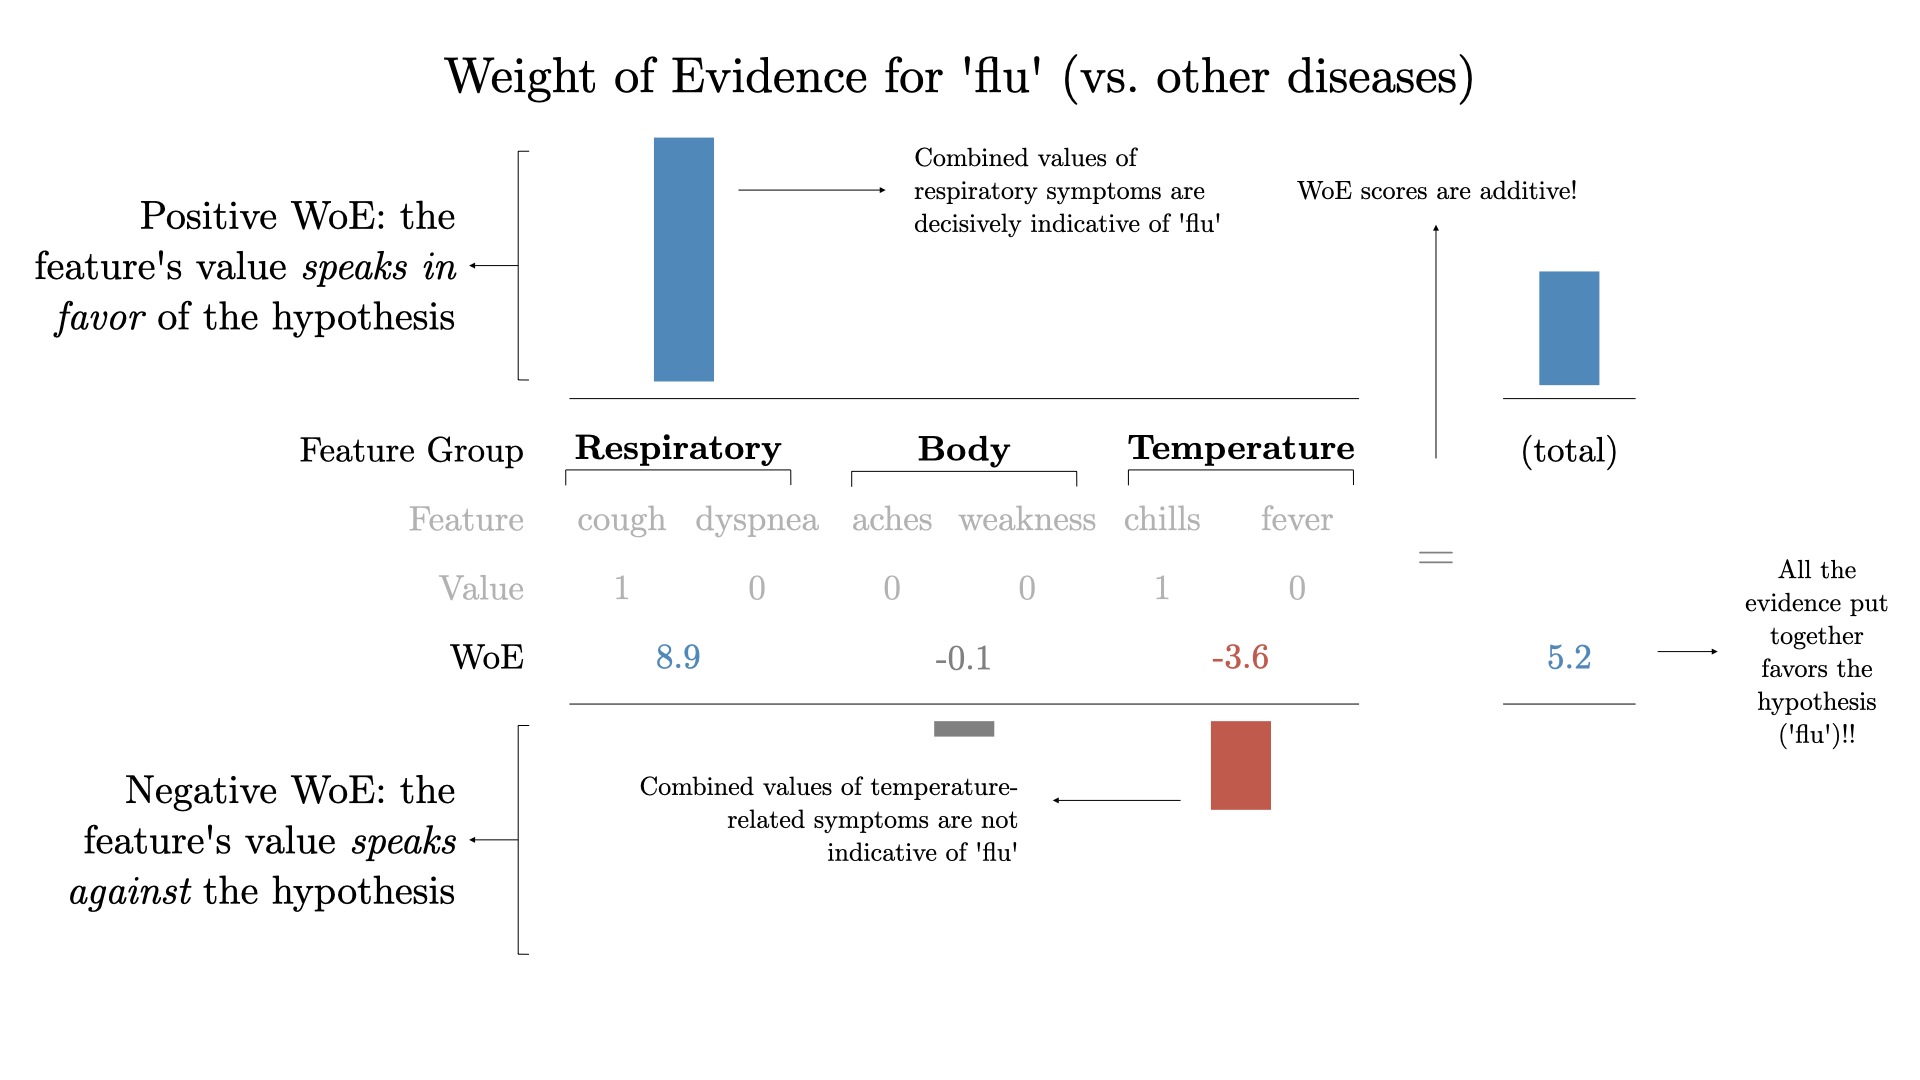 Weight of Evidence for 'flu' (vs. other diseases)
Positive WoE: the
feature's value speaks in
favor of the hypothesis
Combined values of
respiratory symptoms are
decisively indicative of 'flu'
WoE scores are additive!
Feature Group Respiratory Body Temperature (total)
Feature cough dyspnea aches weakness chills fever
Value 1 0 0 0 1 0
=
WoE 8.9 -0.1 -3.6 5.2
All the
evidence put
together
favors the
hypothesis
('flu')!!
Negative WoE: the
feature's value speaks
against the hypothesis
Combined values of temperature-
related symptoms are not
indicative of 'flu'